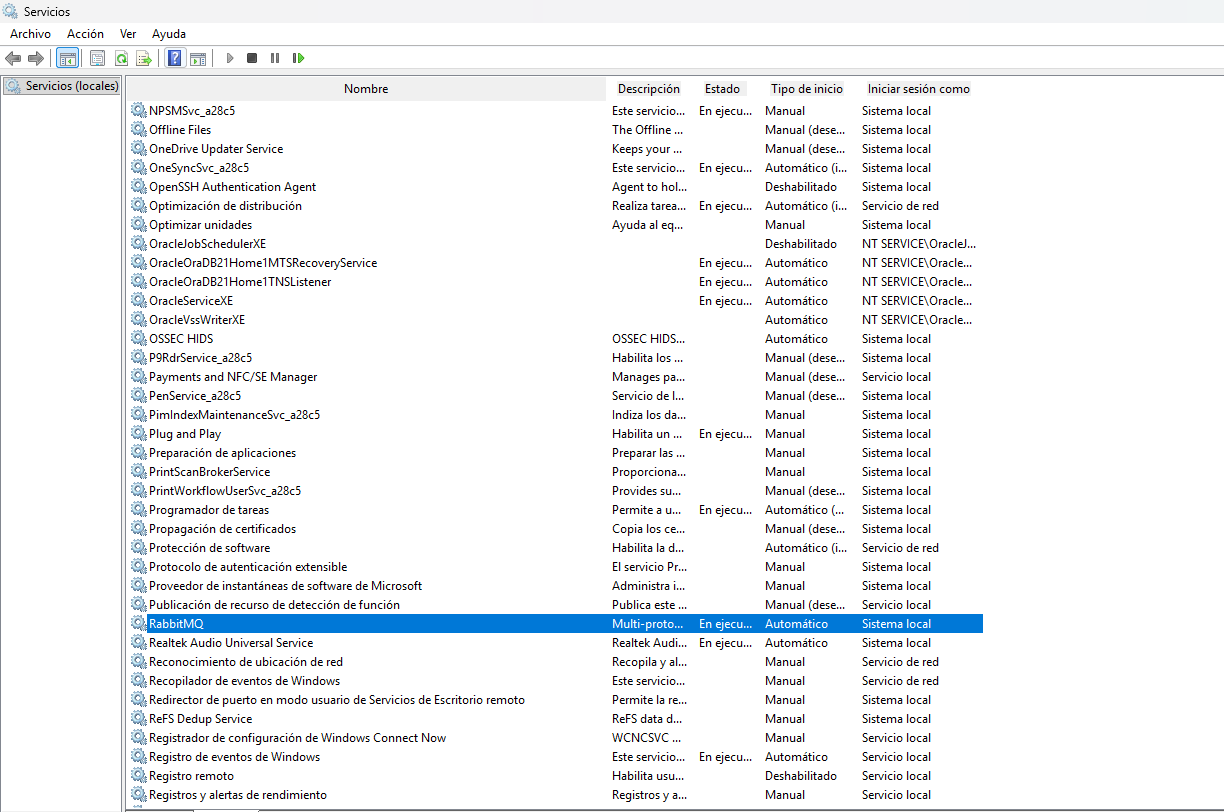 Servicios
Archivo Acción Ver Ayuda
Servicios (locales)
Nombre Descripción Estado Tipo de inicio Iniciar sesión como
NPSMSvc_a28c5 Este servicio... En ejecu... Manual Sistema local
Offline Files The Offline ... Manual (dese... Sistema local
OneDrive Updater Service Keeps your ... Manual (dese... Sistema local
OneSyncSvc_a28c5 Este servicio... En ejecu... Automático (i... Sistema local
OpenSSH Authentication Agent Agent to hol... Deshabilitado Sistema local
Optimización de distribución Realiza tarea... En ejecu... Automático (i... Servicio de red
Optimizar unidades Ayuda al eq... Manual Sistema local
OracleJobSchedulerXE Deshabilitado NT SERVICE\OracleJ...
OracleOraDB21Home1MTSRecoveryService En ejecu... Automático NT SERVICE\Oracle...
OracleOraDB21Home1TNSListener En ejecu... Automático NT SERVICE\Oracle...
OracleServiceXE En ejecu... Automático NT SERVICE\Oracle...
OracleVssWriterXE Automático NT SERVICE\Oracle...
OSSEC HIDS OSSEC HIDS... Automático Sistema local
P9RdrService_a28c5 Habilita los ... Manual (dese... Sistema local
Payments and NFC/SE Manager Manages pa... Manual (dese... Servicio local
PenService_a28c5 Servicio de l... Manual (dese... Sistema local
PimIndexMaintenanceSvc_a28c5 Indiza los da... Manual Sistema local
Plug and Play Habilita un ... En ejecu... Manual Sistema local
Preparación de aplicaciones Preparar las ... Manual Sistema local
PrintScanBrokerService Proporciona... Manual Sistema local
PrintWorkflowUserSvc_a28c5 Provides su... Manual (dese... Sistema local
Programador de tareas Permite a u... En ejecu... Automático (... Sistema local
Propagación de certificados Copia los ce... Manual (dese... Sistema local
Protección de software Habilita la d... Automático (i... Servicio de red
Protocolo de autenticación extensible El servicio Pr... Manual Sistema local
Proveedor de instantáneas de software de Microsoft Administra i... Manual Sistema local
Publicación de recurso de detección de función Publica este ... Manual (dese... Servicio local
RabbitMQ Multi-proto... En ejecu... Automático Sistema local
Realtek Audio Universal Service Realtek Audi... En ejecu... Automático Sistema local
Reconocimiento de ubicación de red Recopila y al... Manual Servicio de red
Recopilador de eventos de Windows Este servicio... Manual Servicio de red
Redirector de puerto en modo usuario de Servicios de Escritorio remoto Permite la re... Manual Sistema local
ReFS Dedup Service ReFS data d... Manual Sistema local
Registrador de configuración de Windows Connect Now WCNCSVC ... Manual Servicio local
Registro de eventos de Windows Este servicio... En ejecu... Automático Servicio local
Registro remoto Habilita usu... Deshabilitado Servicio local
Registros y alertas de rendimiento Registros y a... Manual Servicio local